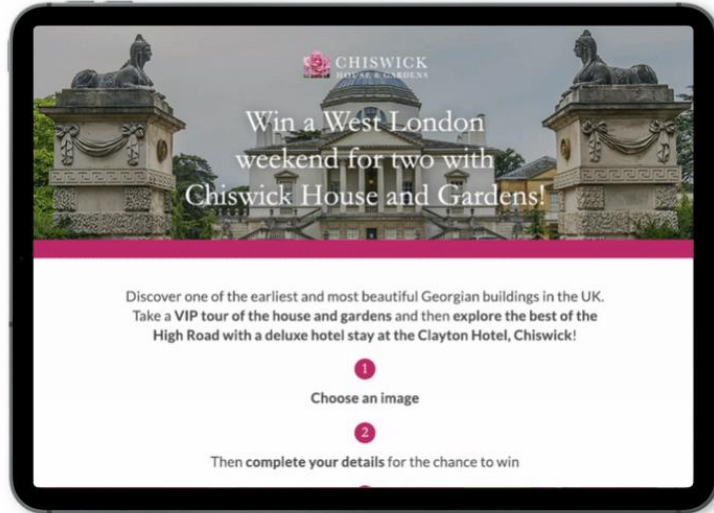 CHISWICK
HOUSE & GARDENS
Win a West London
weekend for two with
Chiswick House and Gardens!
Discover one of the earliest and most beautiful Georgian buildings in the UK.
Take a VIP tour of the house and gardens and then explore the best of the
High Road with a deluxe hotel stay at the Clayton Hotel, Chiswick!
1
Choose an image
2
Then complete your details for the chance to win